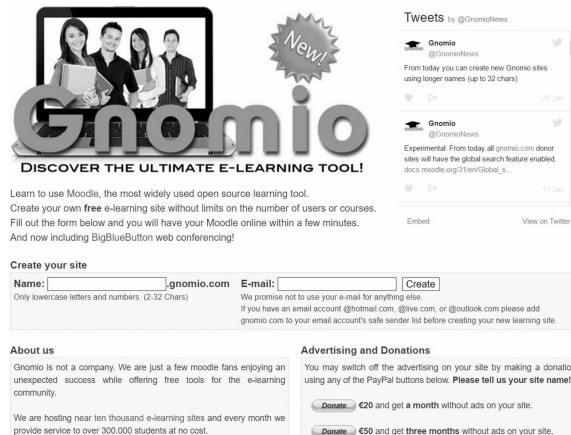 New!
Gnomio
DISCOVER THE ULTIMATE E-LEARNING TOOL!
Learn to use Moodle, the most widely used open source learning tool.
Create your own free e-learning site without limits on the number of users or courses.
Fill out the form below and you will have your Moodle online within a few minutes.
And now including BigBlueButton web conferencing!
Tweets by @GnomioNews
Gnomio
@GnomioNews
From today you can create new Gnomio sites
using longer names (up to 32 chars)
25 Jan
Gnomio
@GnomioNews
Experimental: From today all gnomio.com donor
sites will have the global search feature enabled.
docs.moodle.org/31/en/Global_s...
17 Jan
Embed View on Twitter
Create your site
Name: .gnomio.com E-mail: Create
Only lowercase letters and numbers. (2-32 Chars)
We promise not to use your e-mail for anything else.
If you have an email account @hotmail.com, @live.com, or @outlook.com please add
gnomio.com to your email account's safe sender list before creating your new learning site.
About us
Gnomio is not a company. We are just a few moodle fans enjoying an
unexpected success while offering free tools for the e-learning
community.
We are hosting near ten thousand e-learning sites and every month we
provide service to over 300.000 students at no cost.
Advertising and Donations
You may switch off the advertising on your site by making a donatio
using any of the PayPal buttons below. Please tell us your site name!
Donate €20 and get a month without ads on your site.
Donate €50 and get three months without ads on your site.